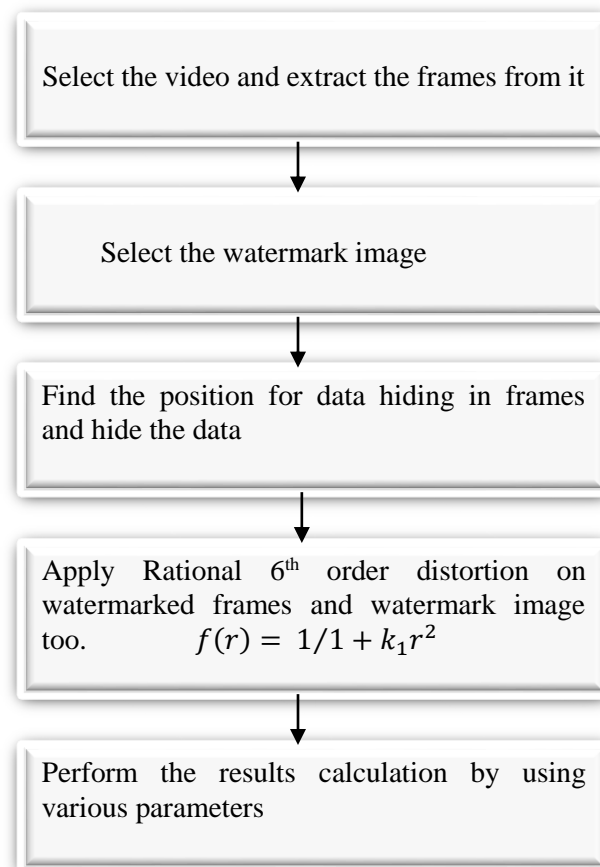 Select the video and extract the frames from it
Select the watermark image
Find the position for data hiding in frames
and hide the data
Apply Rational 6th order distortion on
watermarked frames and watermark image
too. f(r) = 1/1 + k₁r²
Perform the results calculation by using
various parameters